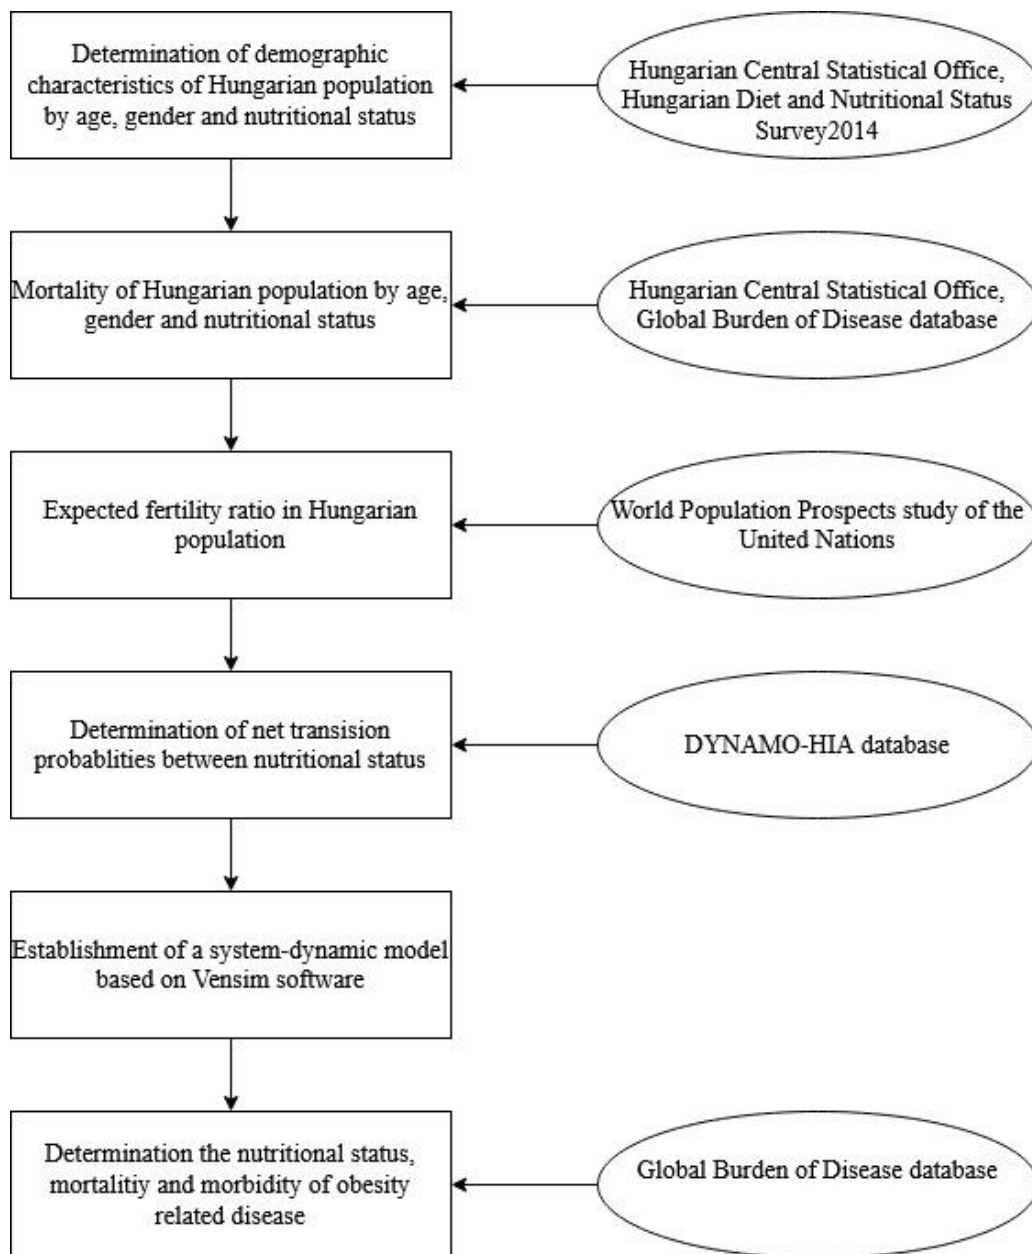 Determination of demographic
characteristics of Hungarian population
by age, gender and nutritional status
Hungarian Central Statistical Office,
Hungarian Diet and Nutritional Status
Survey2014
Mortality of Hungarian population by age,
gender and nutritional status
Hungarian Central Statistical Office,
Global Burden of Disease database
Expected fertility ratio in Hungarian
population
World Population Prospects study of the
United Nations
Determination of net transision
probablities between nutritional status
DYNAMO-HIA database
Establishment of a system-dynamic model
based on Vensim software
Determination the nutritional status,
mortalitiy and morbidity of obesity
related disease
Global Burden of Disease database